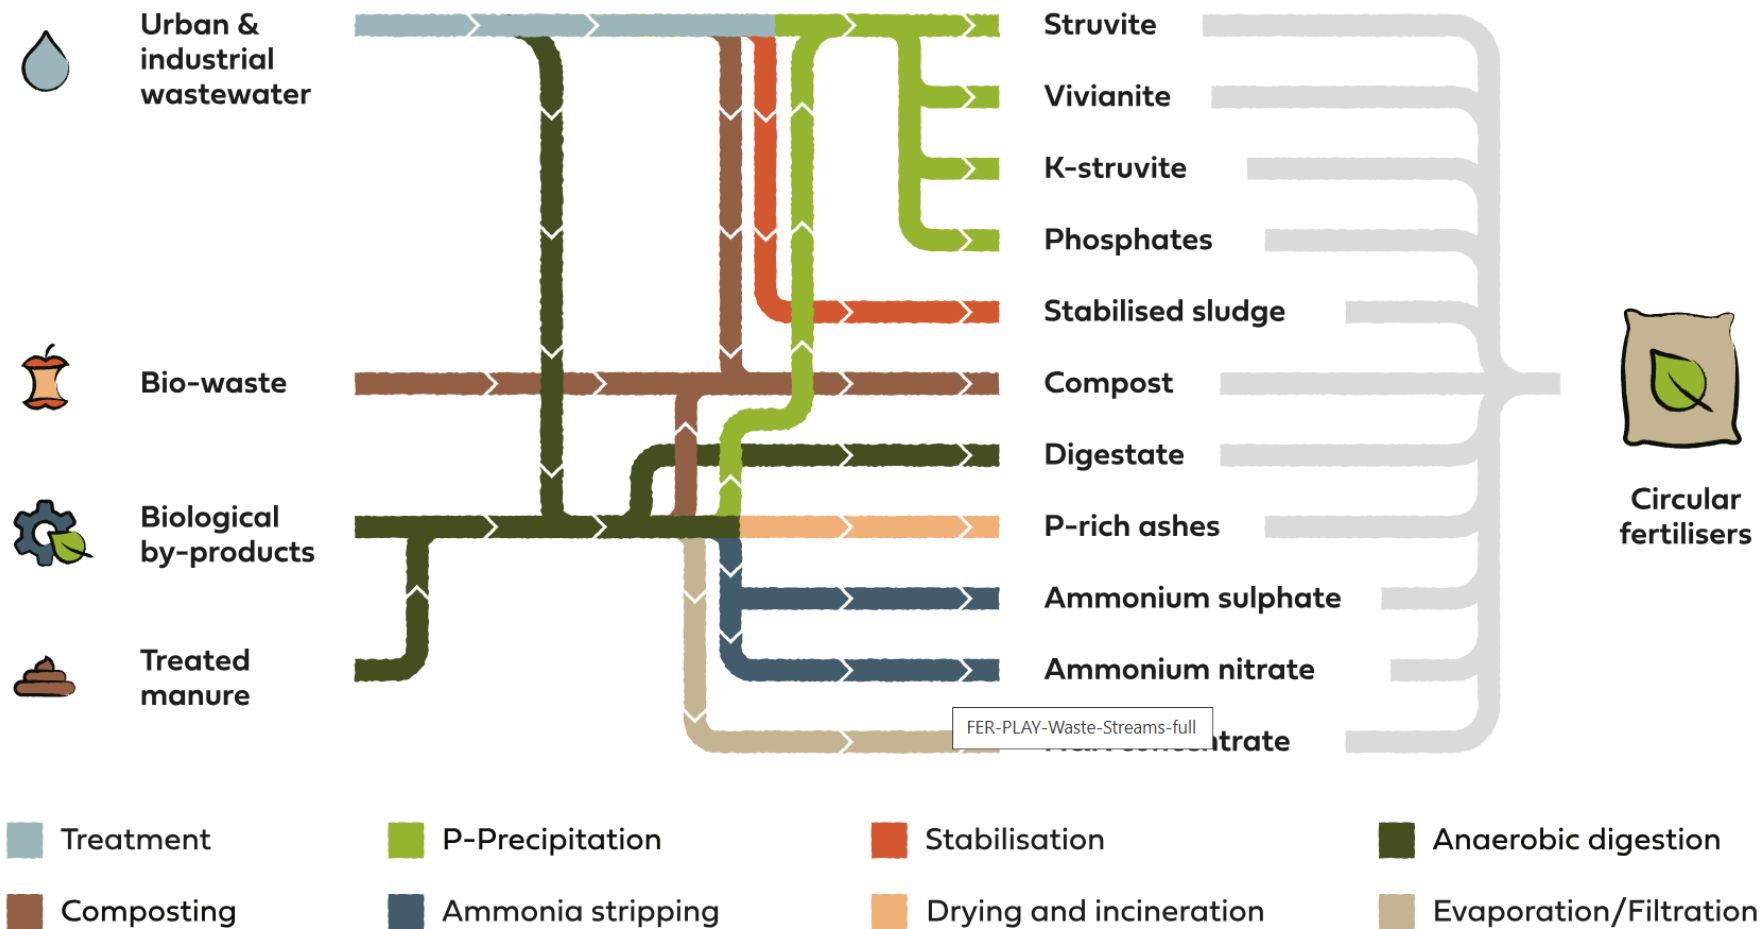 Urban &
industrial
wastewater
Bio-waste
Biological
by-products
Treated
manure
Struvite
Vivianite
K-struvite
Phosphates
Stabilised sludge
Compost
Digestate
P-rich ashes
Ammonium sulphate
Ammonium nitrate
FER-PLAY-Waste-Streams-full
Circular
fertilisers
Treatment
P-Precipitation
Stabilisation
Anaerobic digestion
Composting
Ammonia stripping
Drying and incineration
Evaporation/Filtration